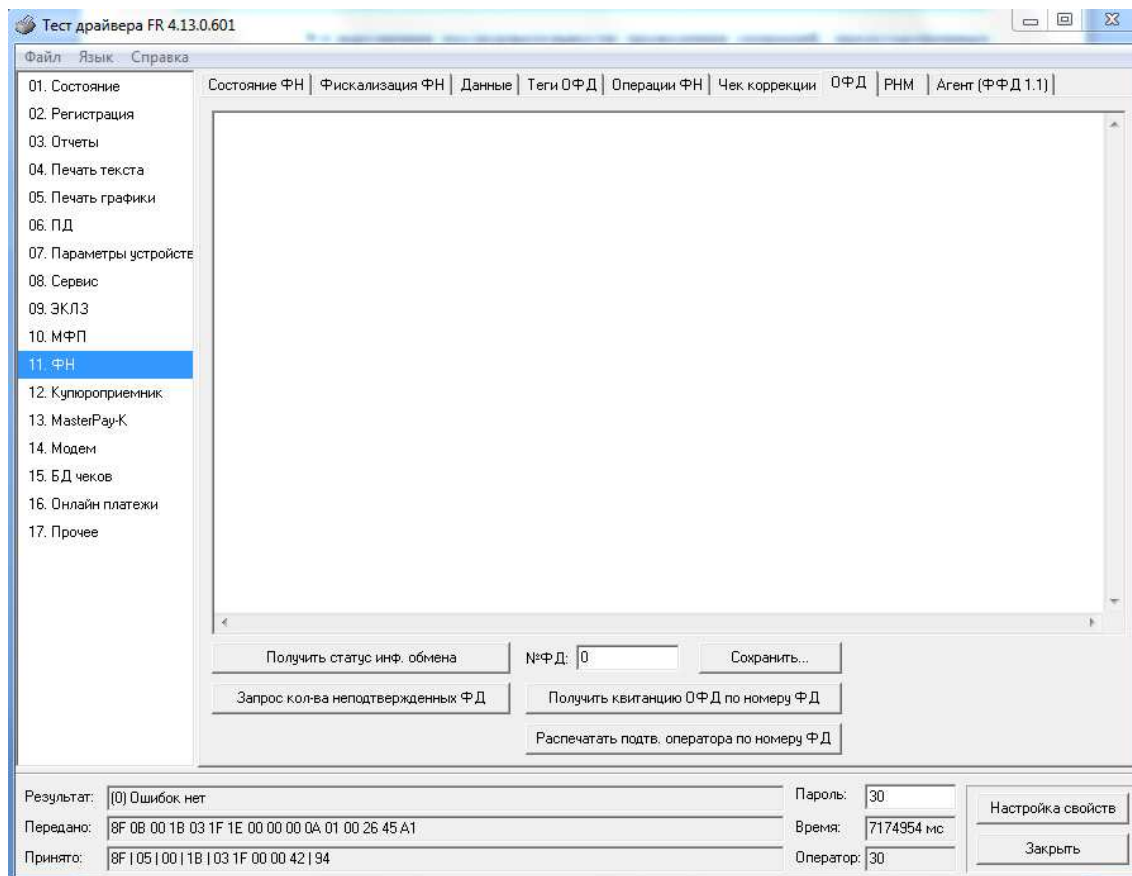 Тест драйвера FR 4.13.0.601
Файл Язык Справка
01. Состояние
02. Регистрация
03. Отчеты
04. Печать текста
05. Печать графики
06. ПД
07. Параметры устройств
08. Сервис
09. ЭКЛЗ
10. МФП
11. ФН
12. Купюроприемник
13. MasterPay-K
14. Модем
15. БД чеков
16. Онлайн платежи
17. Прочее
Состояние ФН Фискализация ФН Данные Теги ОФД Операции ФН Чек коррекции ОФД РНМ Агент (ФФД 1.1)
Получить статус инф. обмена №ФД: 0 Сохранить...
Запрос кол-ва неподтвержденных ФД Получить квитанцию ОФД по номеру ФД
Распечатать подтв. оператора по номеру ФД
Результат: (0) Ошибок нет Пароль: 30 Настройка свойств
Передано: 8F 0B 00 1B 03 1F 1E 00 00 00 0A 01 00 26 45 A1 Время: 7174954 мс
Принято: 8F | 05 | 00 | 1B | 03 1F 00 00 42 | 94 Оператор: 30 Закрыть